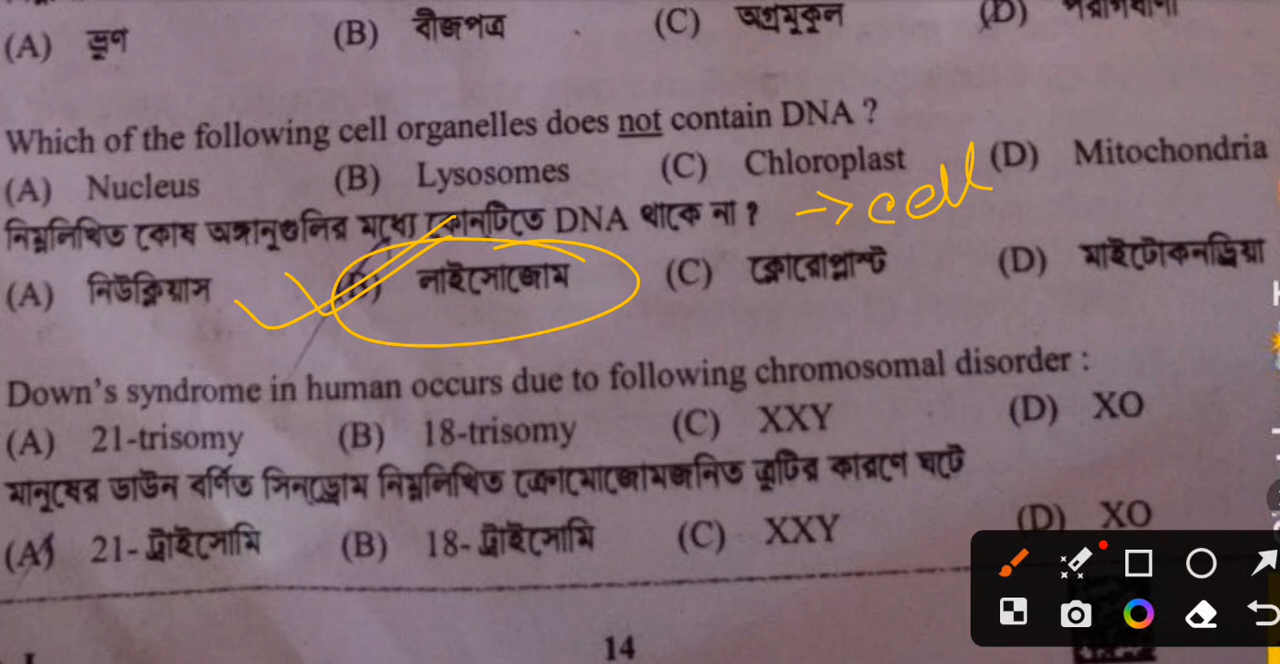 (A) ভ্রূণ (B) বীজপত্র (C) অগ্রমুকুল (D)
Which of the following cell organelles does not contain DNA ?
(A) Nucleus (B) Lysosomes (C) Chloroplast (D) Mitochondria
নিম্নলিখিত কোষ অঙ্গানুগুলির মধ্যে কোনটিতে DNA থাকে না ? → cell
(A) নিউক্লিয়াস (B) লাইসোজোম (C) ক্লোরোপ্লাস্ট (D) মাইটোকনড্রিয়া
Down's syndrome in human occurs due to following chromosomal disorder :
(A) 21-trisomy (B) 18-trisomy (C) XXY (D) XO
মানুষের ডাউন বর্ণিত সিনড্রোম নিম্নলিখিত ক্রোমোজোমজনিত ত্রুটির কারণে ঘটে
(A) 21-ট্রাইসোমি (B) 18-ট্রাইসোমি (C) XXY (D) XO
14